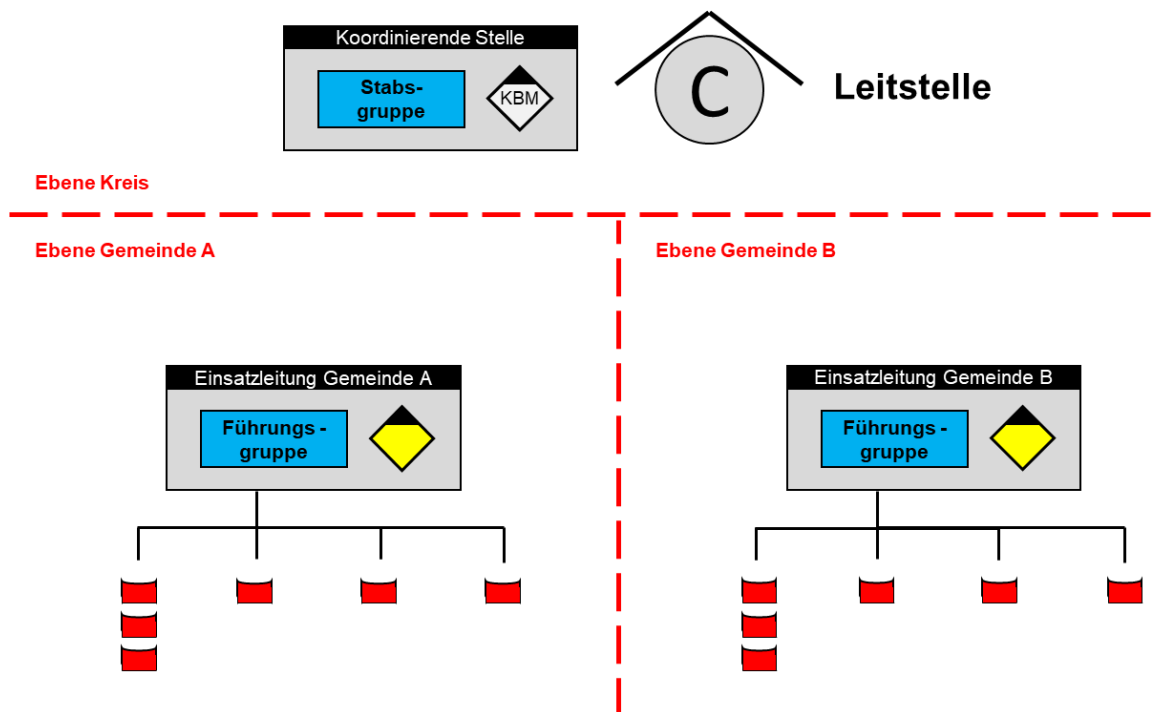 Koordinierende Stelle
Stabs-
gruppe
KBM
C
Leitstelle
Ebene Kreis
Ebene Gemeinde A
Ebene Gemeinde B
Einsatzleitung Gemeinde A
Führungs -
gruppe
Einsatzleitung Gemeinde B
Führungs -
gruppe